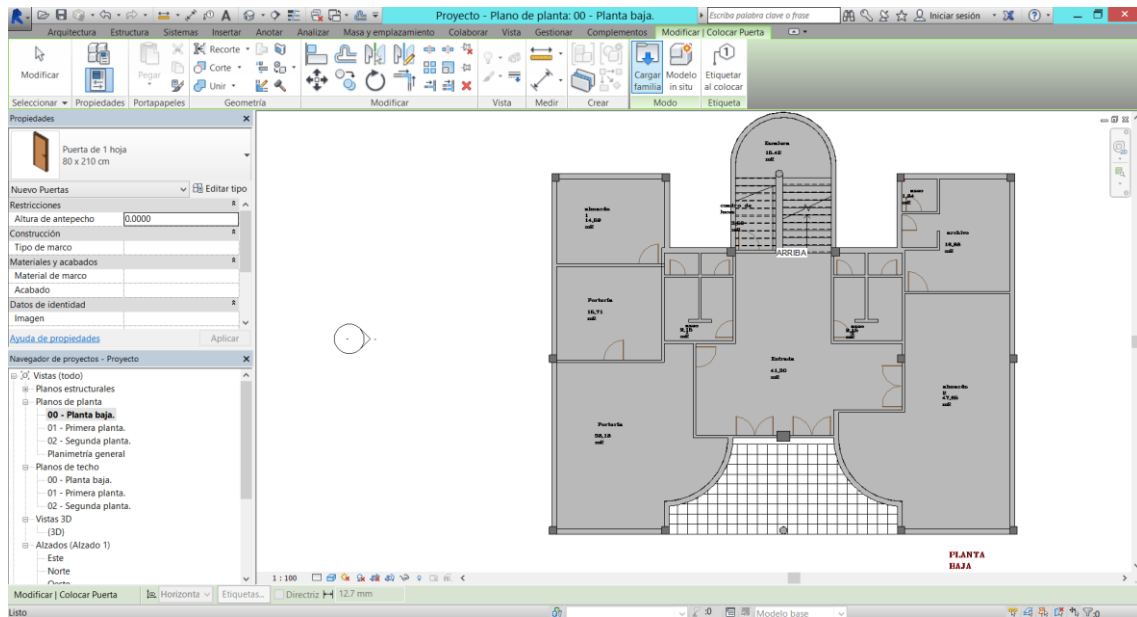 Proyecto - Plano de planta: 00 - Planta baja.
Escriba palabra clave o frase
Iniciar sesión
Arquitectura Estructura Sistemas Insertar Anotar Analizar Masa y emplazamiento Colaborar Vista Gestionar Complementos Modificar | Colocar Puerta
Modificar
Pegar
Recorte
Corte
Unir
Cargar familia
Modelo in situ
Etiquetar al colocar
Seleccionar Propiedades Portapapeles Geometría Modificar Vista Medir Crear Modo Etiqueta
Propiedades
Puerta de 1 hoja
80 x 210 cm
Nuevo Puertas Editar tipo
Restricciones
Altura de antepecho 0.0000
Construcción
Tipo de marco
Materiales y acabados
Material de marco
Acabado
Datos de identidad
Imagen
Ayuda de propiedades Aplicar
Navegador de proyectos - Proyecto
Vistas (todo)
Planos estructurales
Planos de planta
00 - Planta baja.
01 - Primera planta.
02 - Segunda planta.
Planimetría general
Planos de techo
00 - Planta baja.
01 - Primera planta.
02 - Segunda planta.
Vistas 3D
{3D}
Alzados (Alzado 1)
Este
Norte
Oeste
Escalera
ARRIBA
archivo
Portería
Entrada
41,20
Portería
PLANTA
BAJA
1 : 100
Modificar | Colocar Puerta Horizonta Etiquetas... Directriz 12.7 mm
Listo :0 Modelo base :0